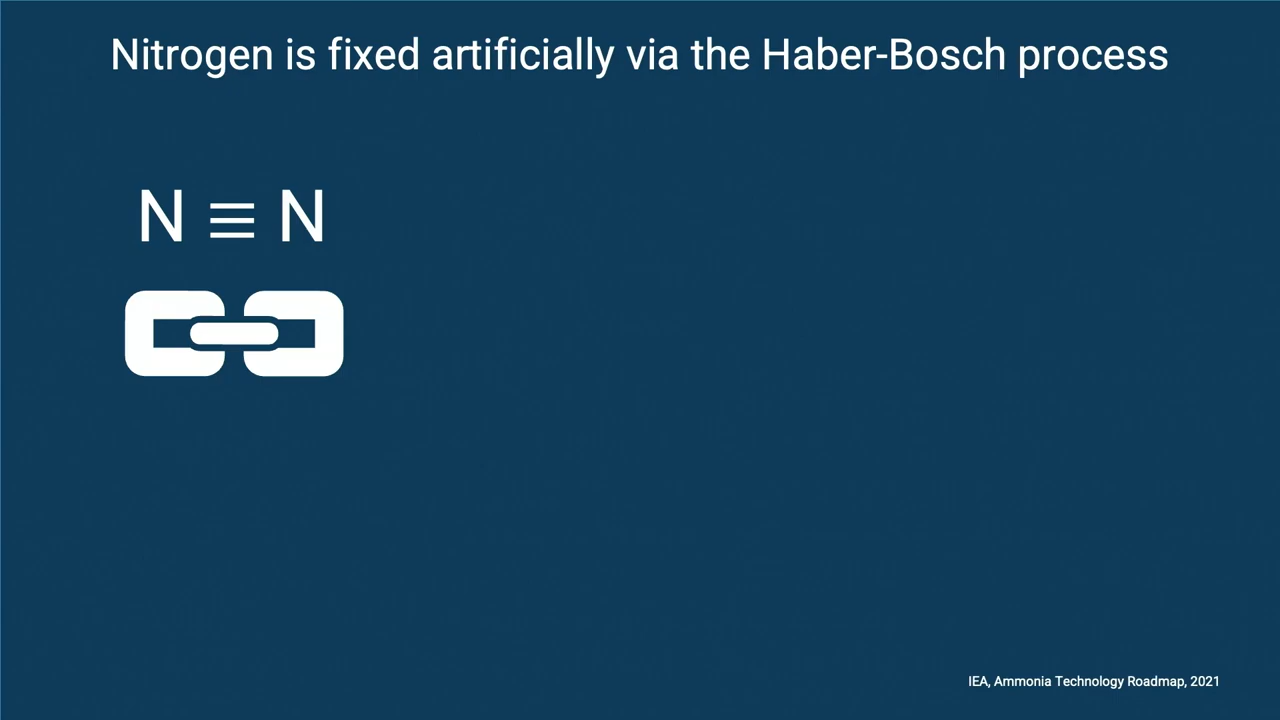 Nitrogen is fixed artificially via the Haber-Bosch process
N ≡ N
IEA, Ammonia Technology Roadmap, 2021